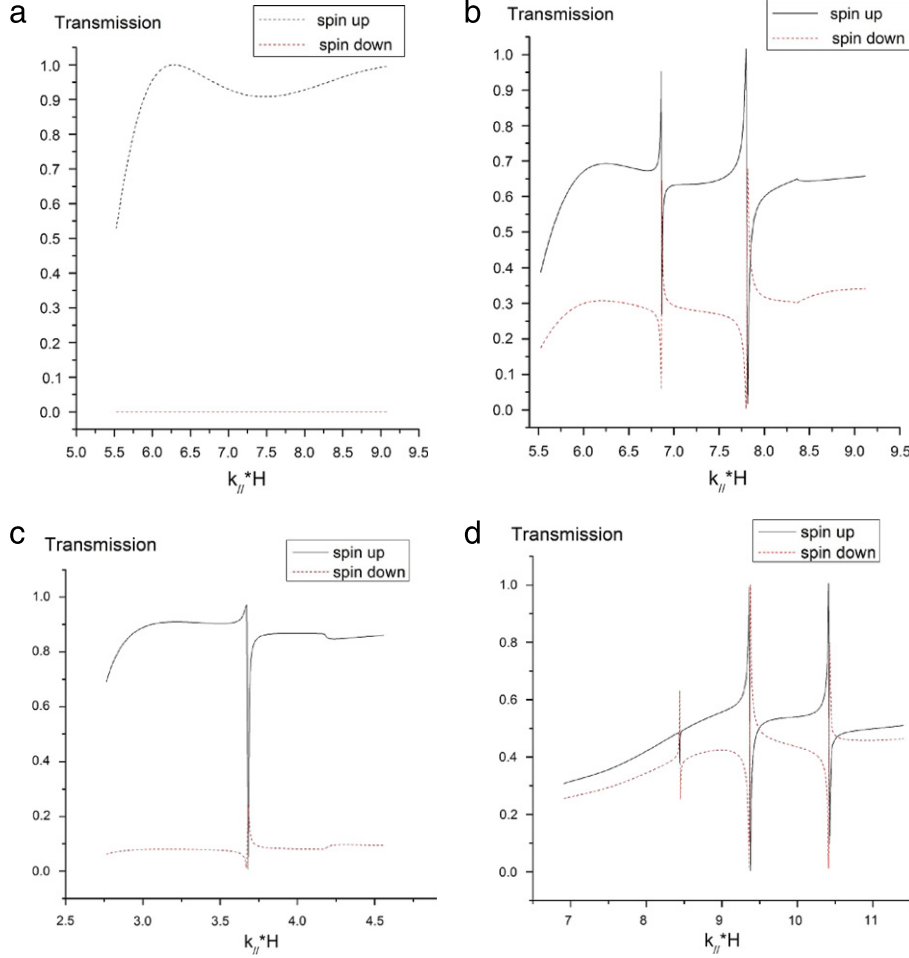 a
Transmission
spin up
spin down
1.0
0.9
0.8
0.7
0.6
0.5
0.4
0.3
0.2
0.1
0.0
5.0 5.5 6.0 6.5 7.0 7.5 8.0 8.5 9.0 9.5
k//*H
b
Transmission
spin up
spin down
1.0
0.9
0.8
0.7
0.6
0.5
0.4
0.3
0.2
0.1
0.0
5.5 6.0 6.5 7.0 7.5 8.0 8.5 9.0 9.5
k//*H
c
Transmission
spin up
spin down
1.0
0.8
0.6
0.4
0.2
0.0
2.5 3.0 3.5 4.0 4.5
k//*H
d
Transmission
spin up
spin down
1.0
0.8
0.6
0.4
0.2
0.0
7 8 9 10 11
k//*H